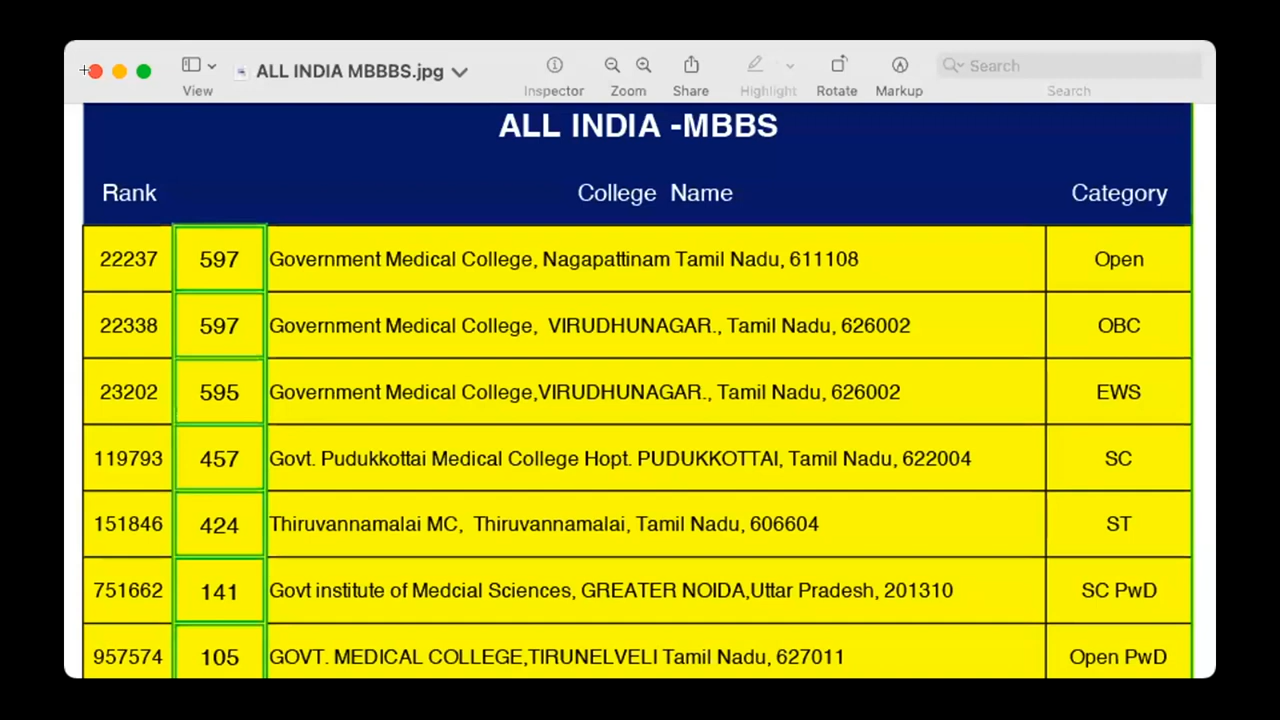 ALL INDIA MBBBS.jpg
View
Inspector
Zoom
Share
Highlight
Rotate
Markup
Search
Search
ALL INDIA -MBBS
Rank College Name Category
22237 597 Government Medical College, Nagapattinam Tamil Nadu, 611108 Open
22338 597 Government Medical College, VIRUDHUNAGAR., Tamil Nadu, 626002 OBC
23202 595 Government Medical College,VIRUDHUNAGAR., Tamil Nadu, 626002 EWS
119793 457 Govt. Pudukkottai Medical College Hopt. PUDUKKOTTAI, Tamil Nadu, 622004 SC
151846 424 Thiruvannamalai MC, Thiruvannamalai, Tamil Nadu, 606604 ST
751662 141 Govt institute of Medcial Sciences, GREATER NOIDA,Uttar Pradesh, 201310 SC PwD
957574 105 GOVT. MEDICAL COLLEGE,TIRUNELVELI Tamil Nadu, 627011 Open PwD